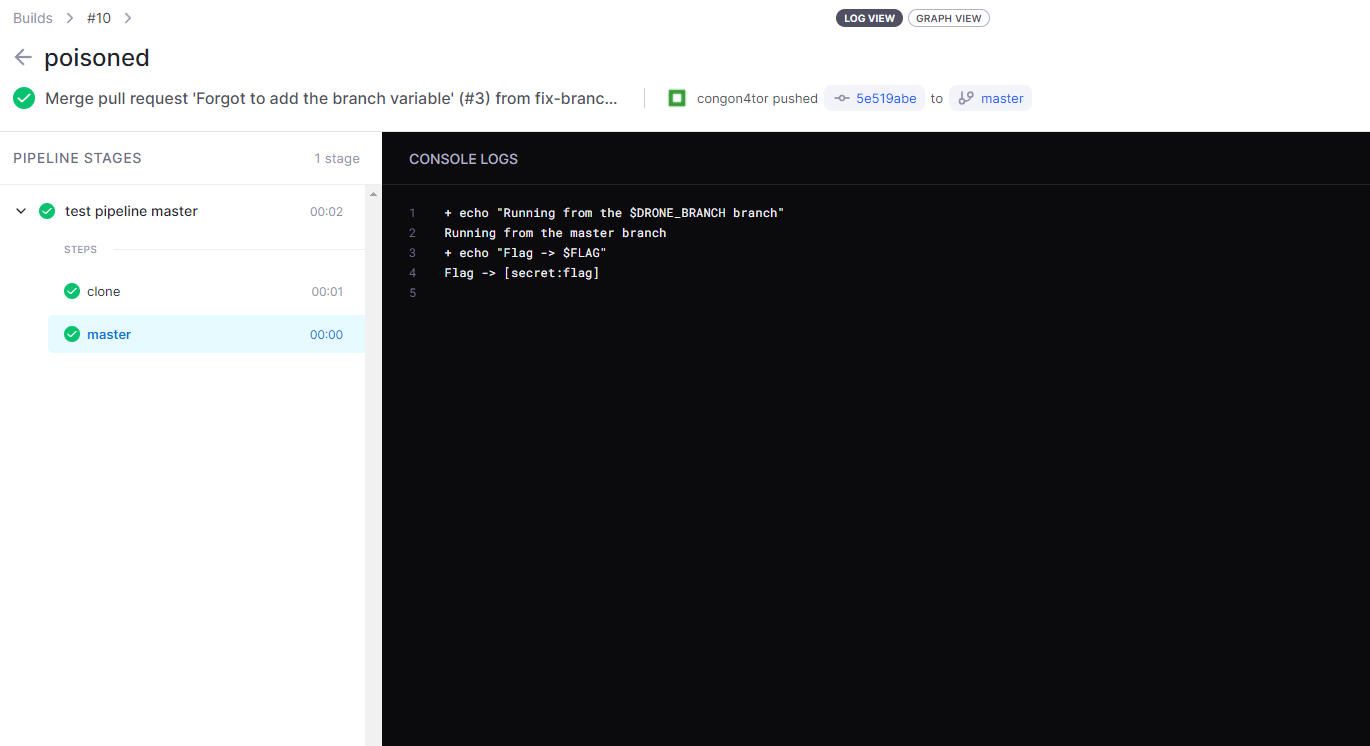 Builds > #10 >
LOG VIEW GRAPH VIEW
poisoned
Merge pull request 'Forgot to add the branch variable' (#3) from fix-branc...
congon4tor pushed 5e519abe to master
PIPELINE STAGES 1 stage
test pipeline master 00:02
STEPS
clone 00:01
master 00:00
CONSOLE LOGS
1 + echo "Running from the $DRONE_BRANCH branch"
2 Running from the master branch
3 + echo "Flag -> $FLAG"
4 Flag -> [secret:flag]
5